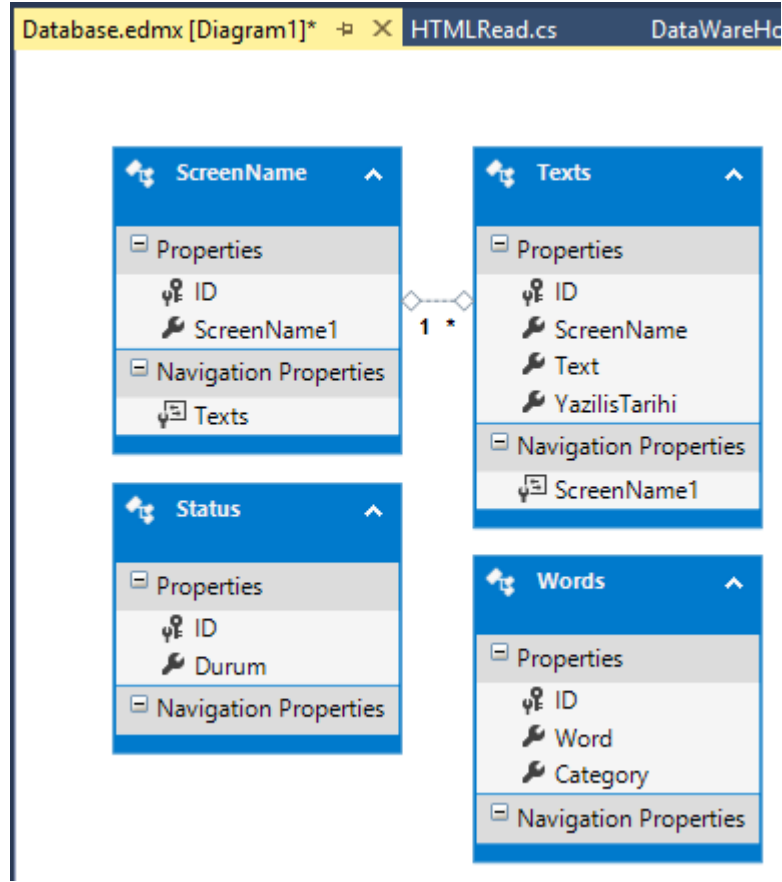 Database.edmx [Diagram1]*
HTMLRead.cs
DataWareHo
ScreenName
Properties
ID
ScreenName1
Navigation Properties
Texts
1 *
Texts
Properties
ID
ScreenName
Text
YazilisTarihi
Navigation Properties
ScreenName1
Status
Properties
ID
Durum
Navigation Properties
Words
Properties
ID
Word
Category
Navigation Properties